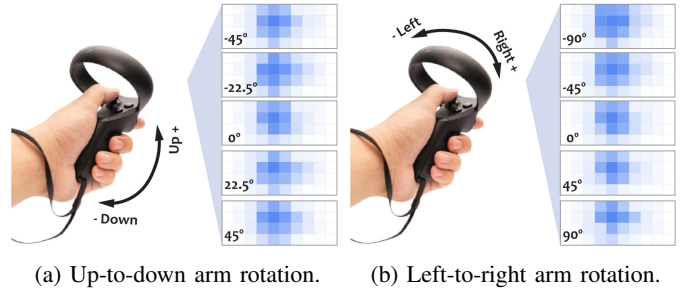 -45°
-22.5°
0°
22.5°
45°
Up +
- Down
- Left
Right +
-90°
-45°
0°
45°
90°
(a) Up-to-down arm rotation.
(b) Left-to-right arm rotation.